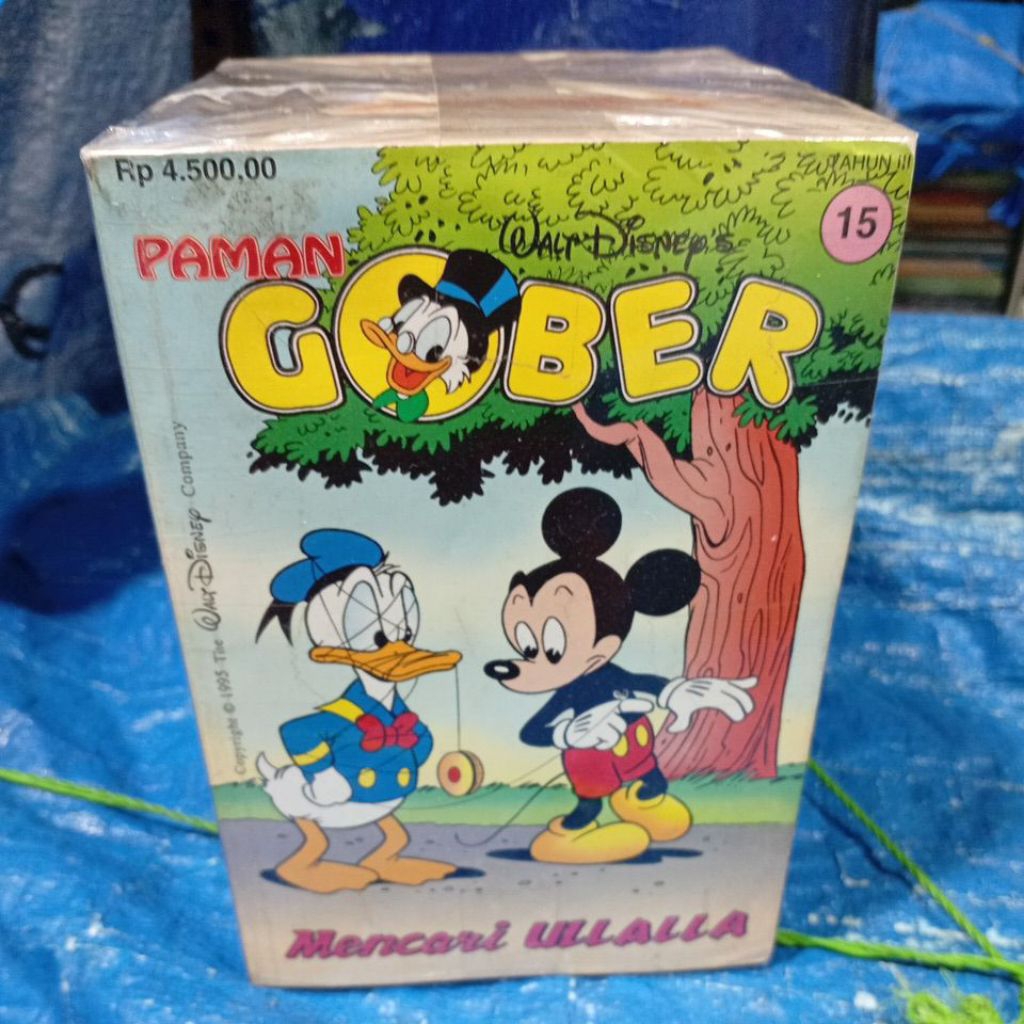 Rp 4.500.00
TAHUN III
15
WALT DISNEY'S
PAMAN
GOBER
Copyright © 1995 The WALT DISNEY Company
Mencari ULLALLA